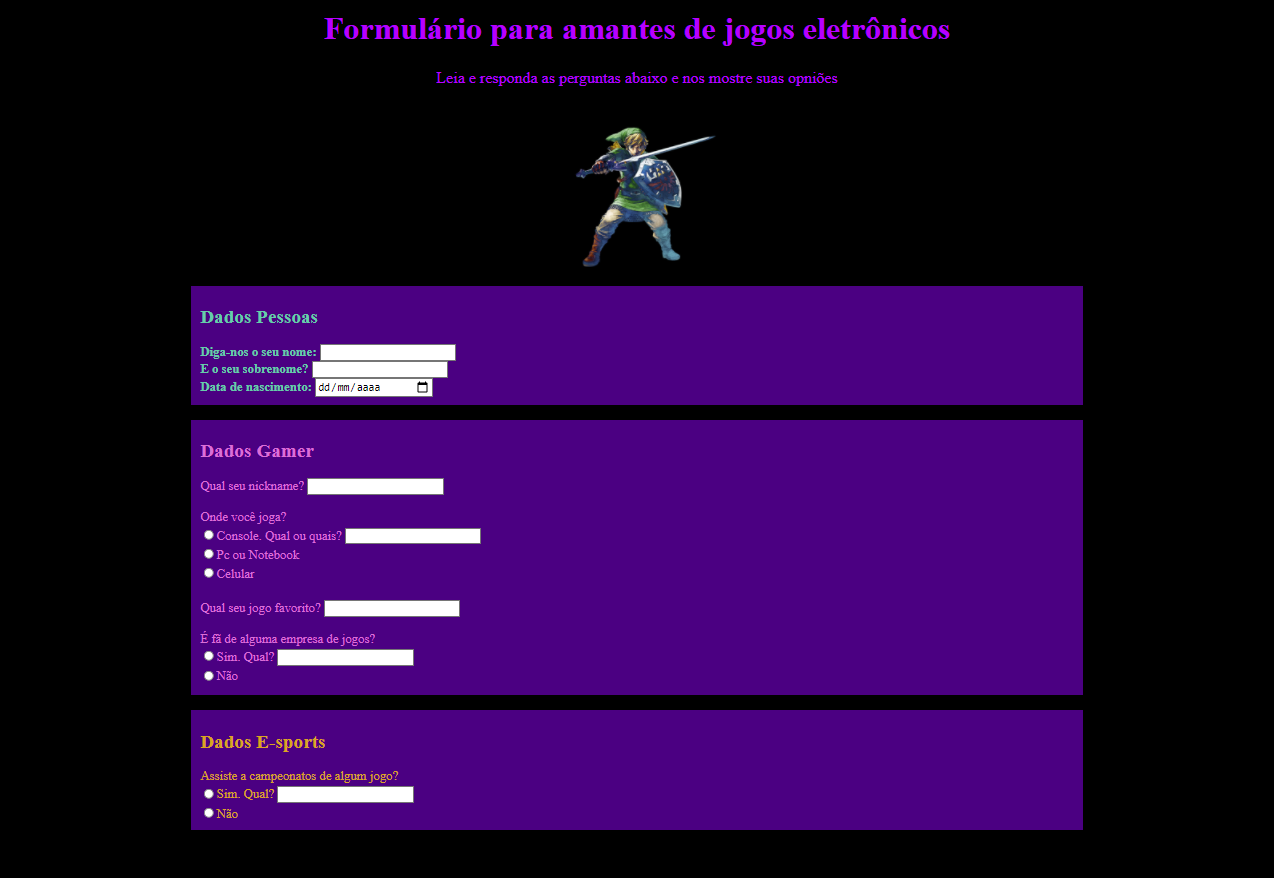 Formulário para amantes de jogos eletrônicos
Leia e responda as perguntas abaixo e nos mostre suas opniões
Dados Pessoas
Diga-nos o seu nome:
E o seu sobrenome?
Data de nascimento: dd/mm/aaaa
Dados Gamer
Qual seu nickname?
Onde você joga?
Console. Qual ou quais?
Pc ou Notebook
Celular
Qual seu jogo favorito?
É fã de alguma empresa de jogos?
Sim. Qual?
Não
Dados E-sports
Assiste a campeonatos de algum jogo?
Sim. Qual?
Não